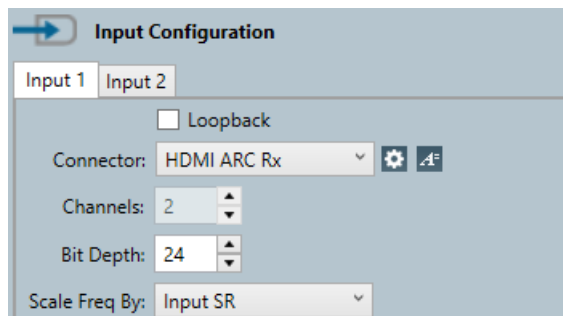 Input Configuration
Input 1 Input 2
Loopback
Connector: HDMI ARC Rx
Channels: 2
Bit Depth: 24
Scale Freq By: Input SR